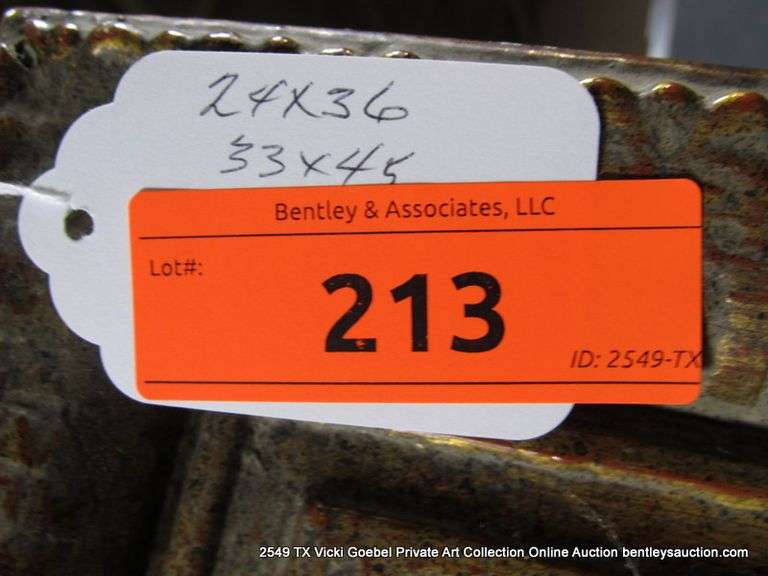 24X36
33X45
Bentley & Associates, LLC
Lot#:
213
ID: 2549-TX
2549 TX Vicki Goebel Private Art Collection Online Auction bentleysauction.com